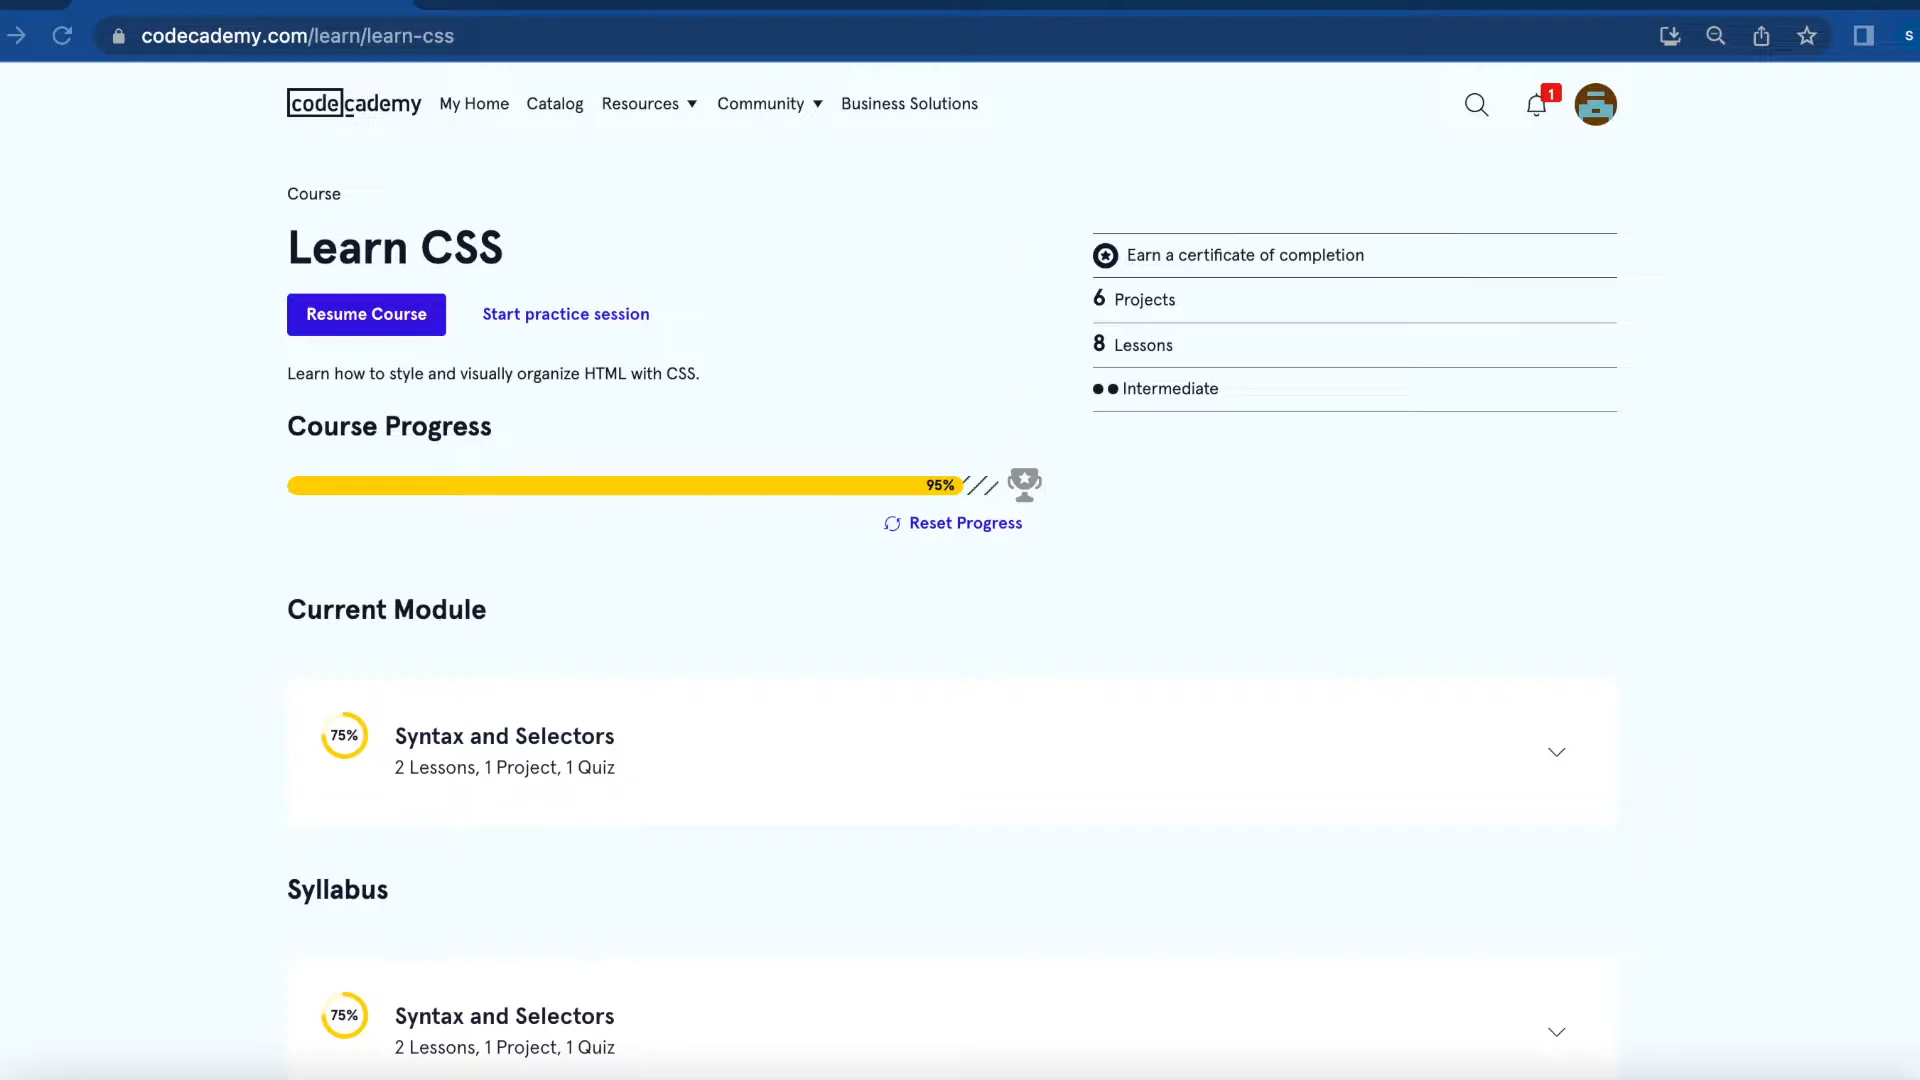 codecademy.com/learn/learn-css
s
codecademy My Home Catalog Resources Community Business Solutions
1
Course
Learn CSS
Resume Course Start practice session
Learn how to style and visually organize HTML with CSS.
Earn a certificate of completion
6 Projects
8 Lessons
Intermediate
Course Progress
95%
Reset Progress
Current Module
75%
Syntax and Selectors
2 Lessons, 1 Project, 1 Quiz
Syllabus
75%
Syntax and Selectors
2 Lessons, 1 Project, 1 Quiz